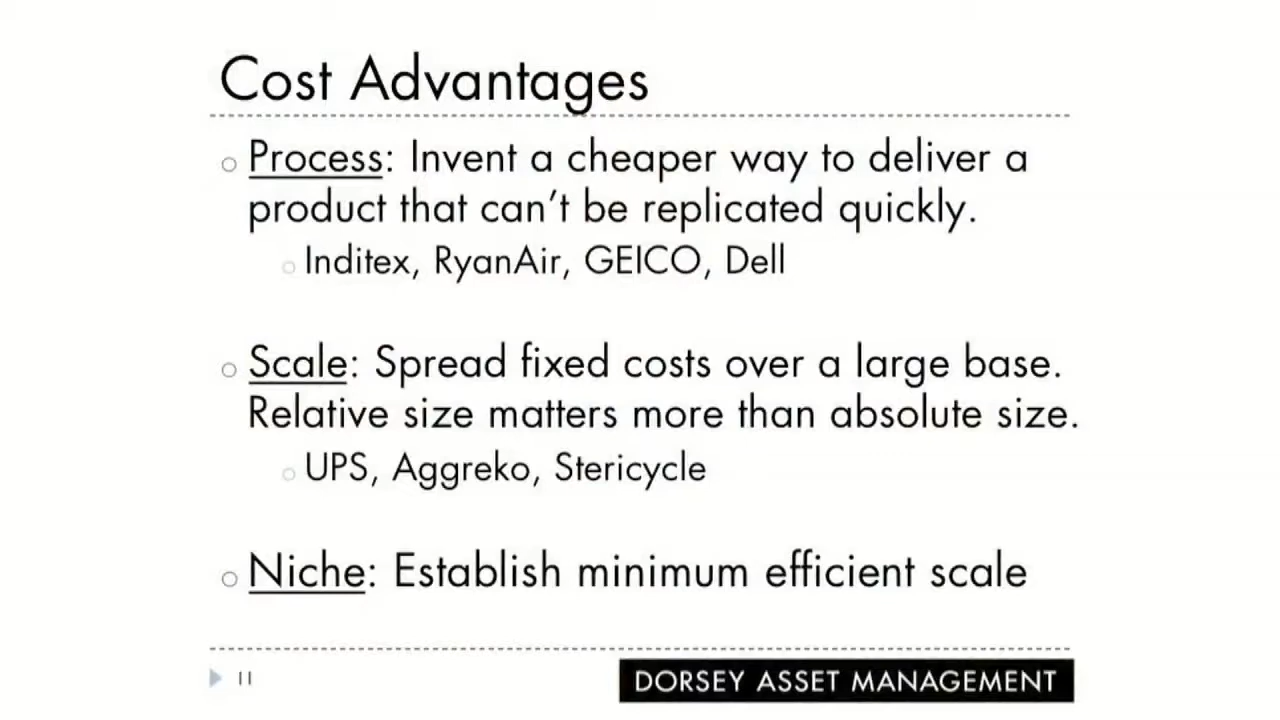 Cost Advantages
Process: Invent a cheaper way to deliver a
product that can't be replicated quickly.
Inditex, RyanAir, GEICO, Dell
Scale: Spread fixed costs over a large base.
Relative size matters more than absolute size.
UPS, Aggreko, Stericycle
Niche: Establish minimum efficient scale
11
DORSEY ASSET MANAGEMENT